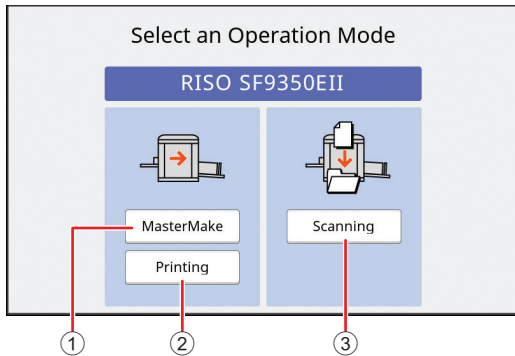 Select an Operation Mode
RISO SF9350EII
MasterMake
Scanning
Printing
1
2
3